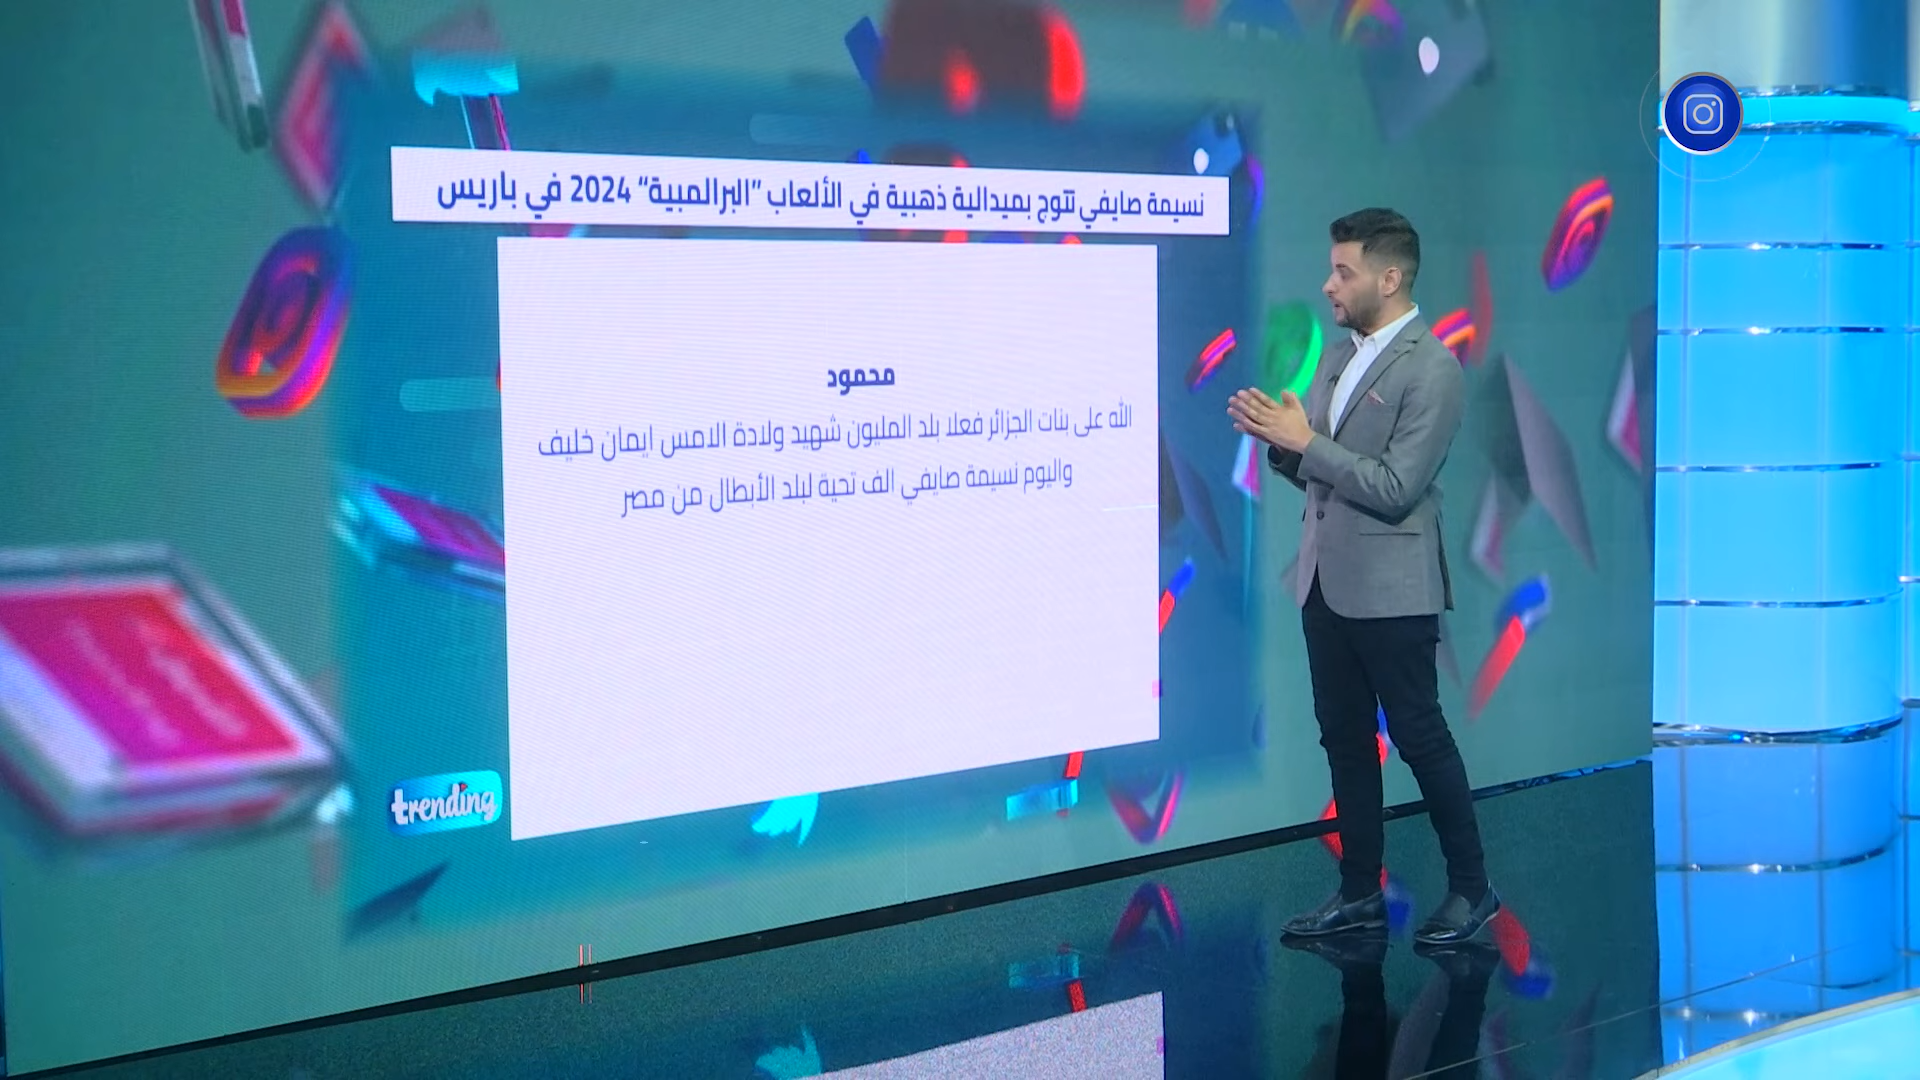 نسيمة صايفي تتوج بميدالية ذهبية في الألعاب "البرالمبية" 2024 في باريس
محمود
الله على بنات الجزائر فعلا بلد المليون شهيد ولادة الامس ايمان خليف
واليوم نسيمة صايفي الف تحية لبلد الأبطال من مصر
trending